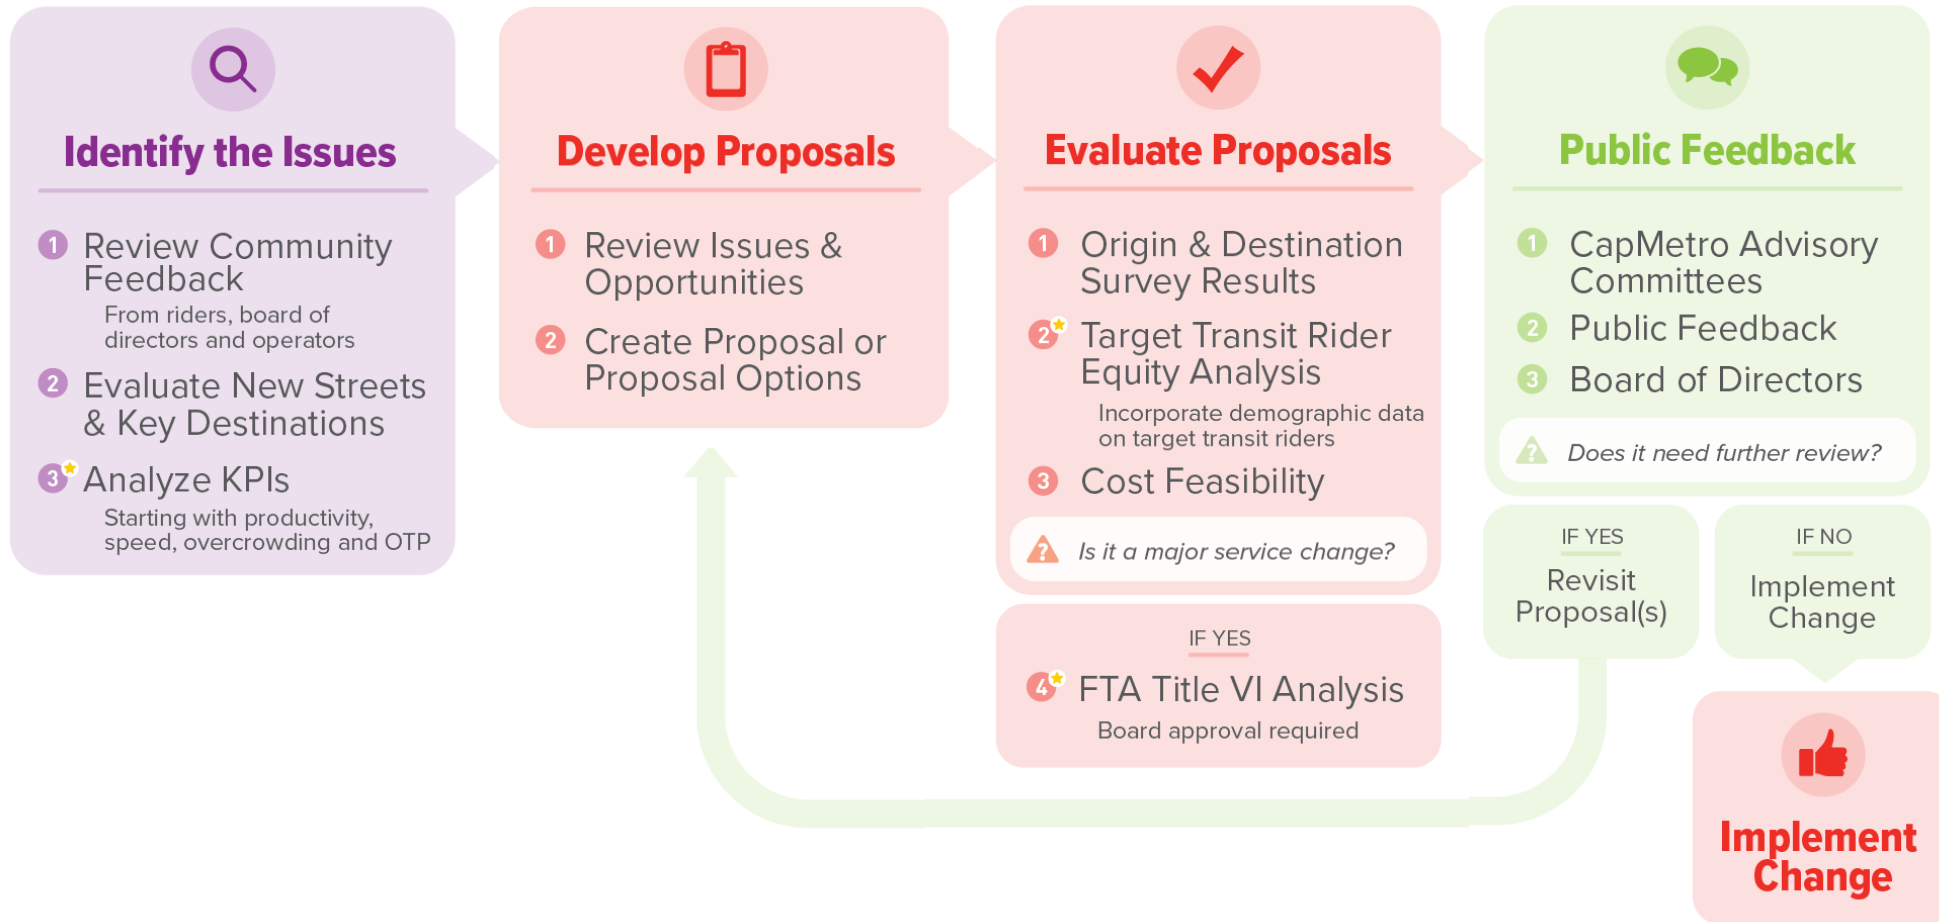 Identify the Issues
1 Review Community
Feedback
From riders, board of
directors and operators
2 Evaluate New Streets
& Key Destinations
3 Analyze KPIs
Starting with productivity,
speed, overcrowding and OTP
Develop Proposals
1 Review Issues &
Opportunities
2 Create Proposal or
Proposal Options
Evaluate Proposals
1 Origin & Destination
Survey Results
2 Target Transit Rider
Equity Analysis
Incorporate demographic data
on target transit riders
3 Cost Feasibility
? Is it a major service change?
IF YES
4 FTA Title VI Analysis
Board approval required
Public Feedback
1 CapMetro Advisory
Committees
2 Public Feedback
3 Board of Directors
? Does it need further review?
IF YES
Revisit
Proposal(s)
IF NO
Implement
Change
Implement
Change